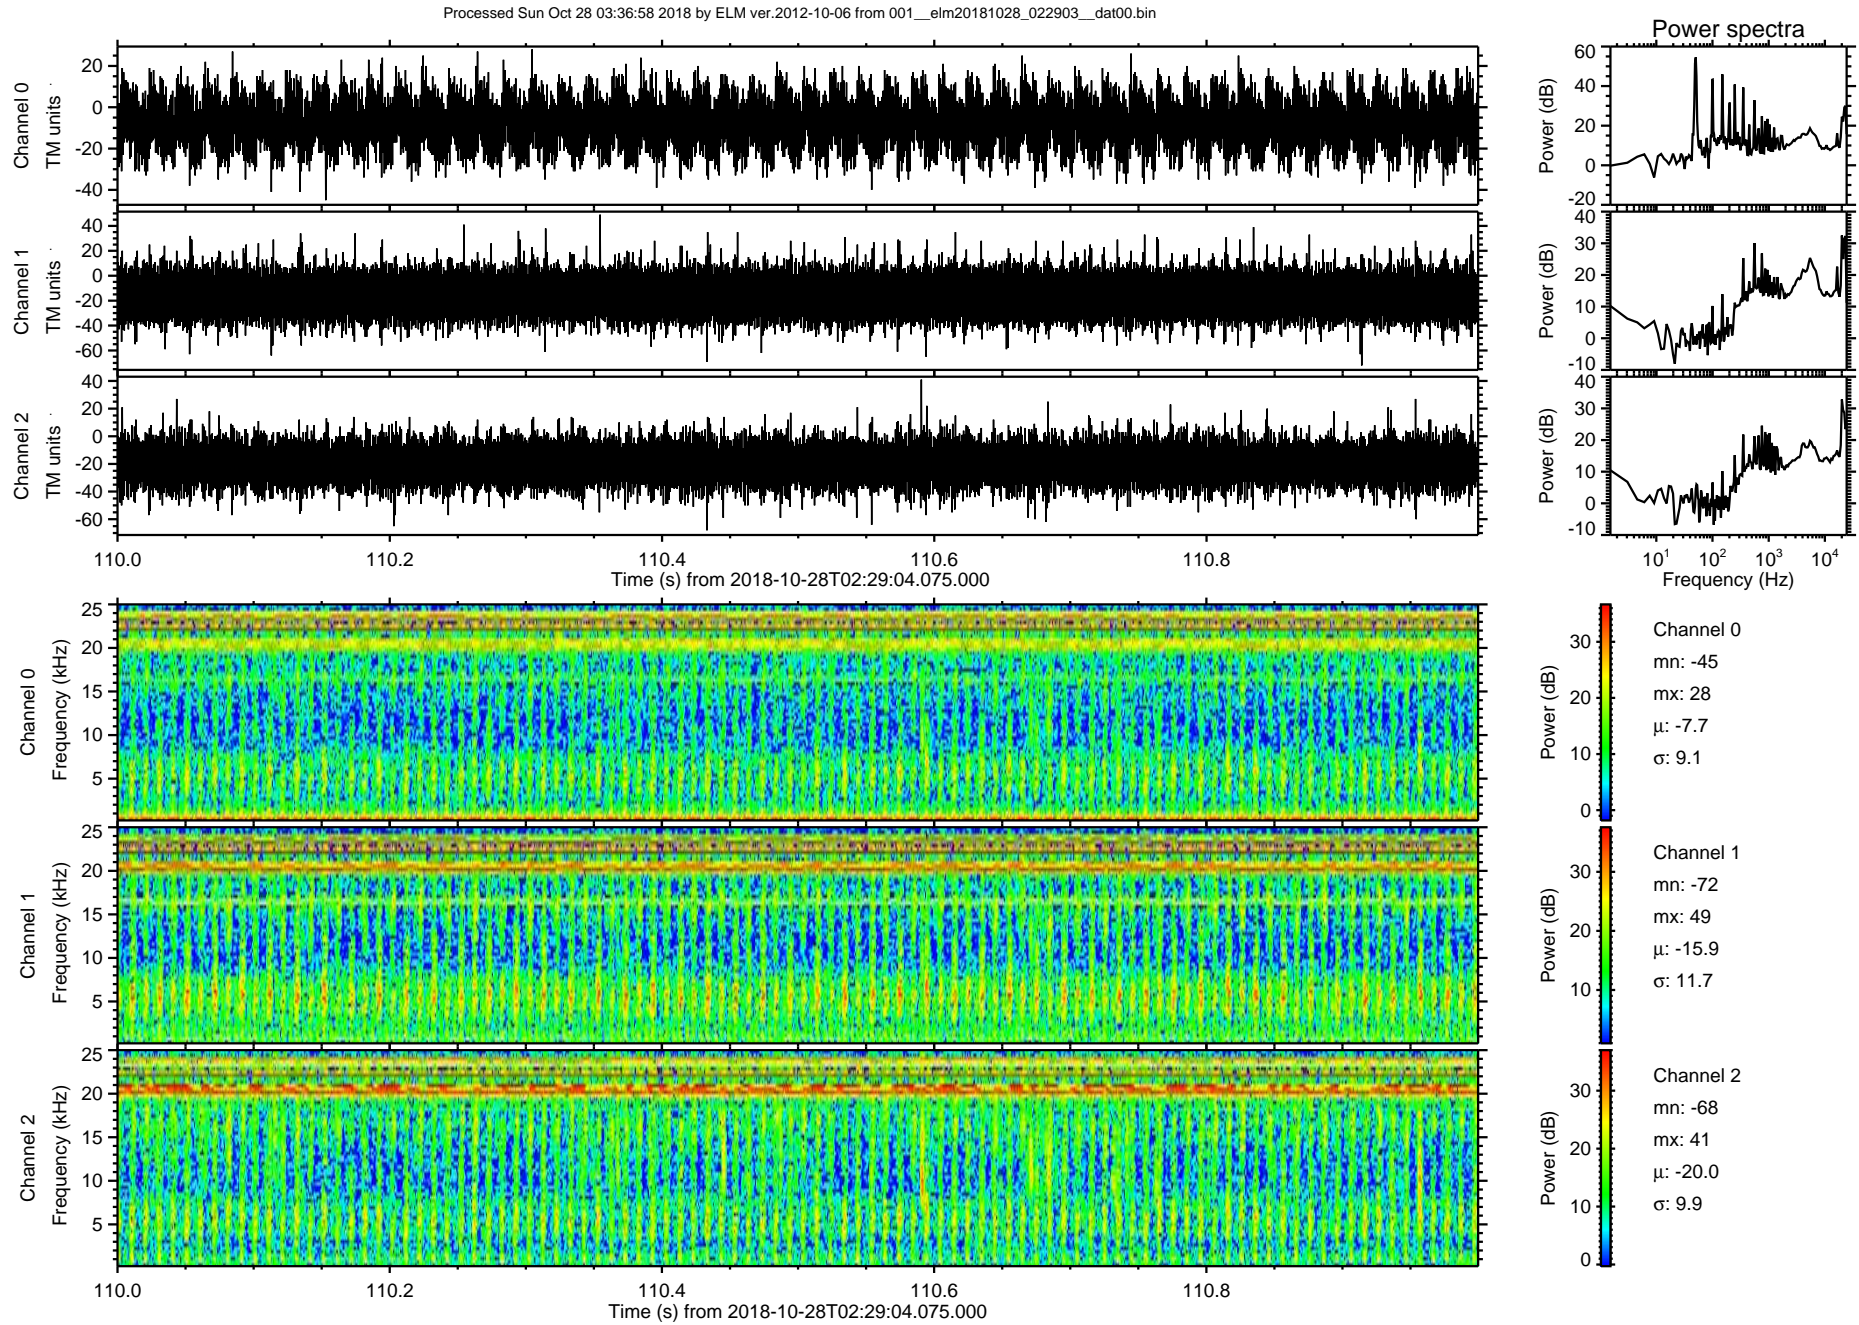 Processed Sun Oct 28 03:36:58 2018 by ELM ver.2012-10-06 from 001__elm20181028_022903__dat00.bin
Power spectra
Channel 0
TM units
20
0
-20
-40
Power (dB)
60
40
20
0
-20
Channel 1
TM units
40
20
0
-20
-40
-60
Power (dB)
40
30
20
10
0
-10
Channel 2
TM units
40
20
0
-20
-40
-60
Power (dB)
40
30
20
10
0
-10
110.0 110.2 110.4 110.6 110.8
Time (s) from 2018-10-28T02:29:04.075.000
10¹ 10² 10³ 10⁴
Frequency (Hz)
Channel 0
Frequency (kHz)
25
20
15
10
5
Power (dB)
30
20
10
0
Channel 0
mn: -45
mx: 28
μ: -7.7
σ: 9.1
Channel 1
Frequency (kHz)
25
20
15
10
5
Power (dB)
30
20
10
Channel 1
mn: -72
mx: 49
μ: -15.9
σ: 11.7
Channel 2
Frequency (kHz)
25
20
15
10
5
Power (dB)
30
20
10
0
Channel 2
mn: -68
mx: 41
μ: -20.0
σ: 9.9
110.0 110.2 110.4 110.6 110.8
Time (s) from 2018-10-28T02:29:04.075.000